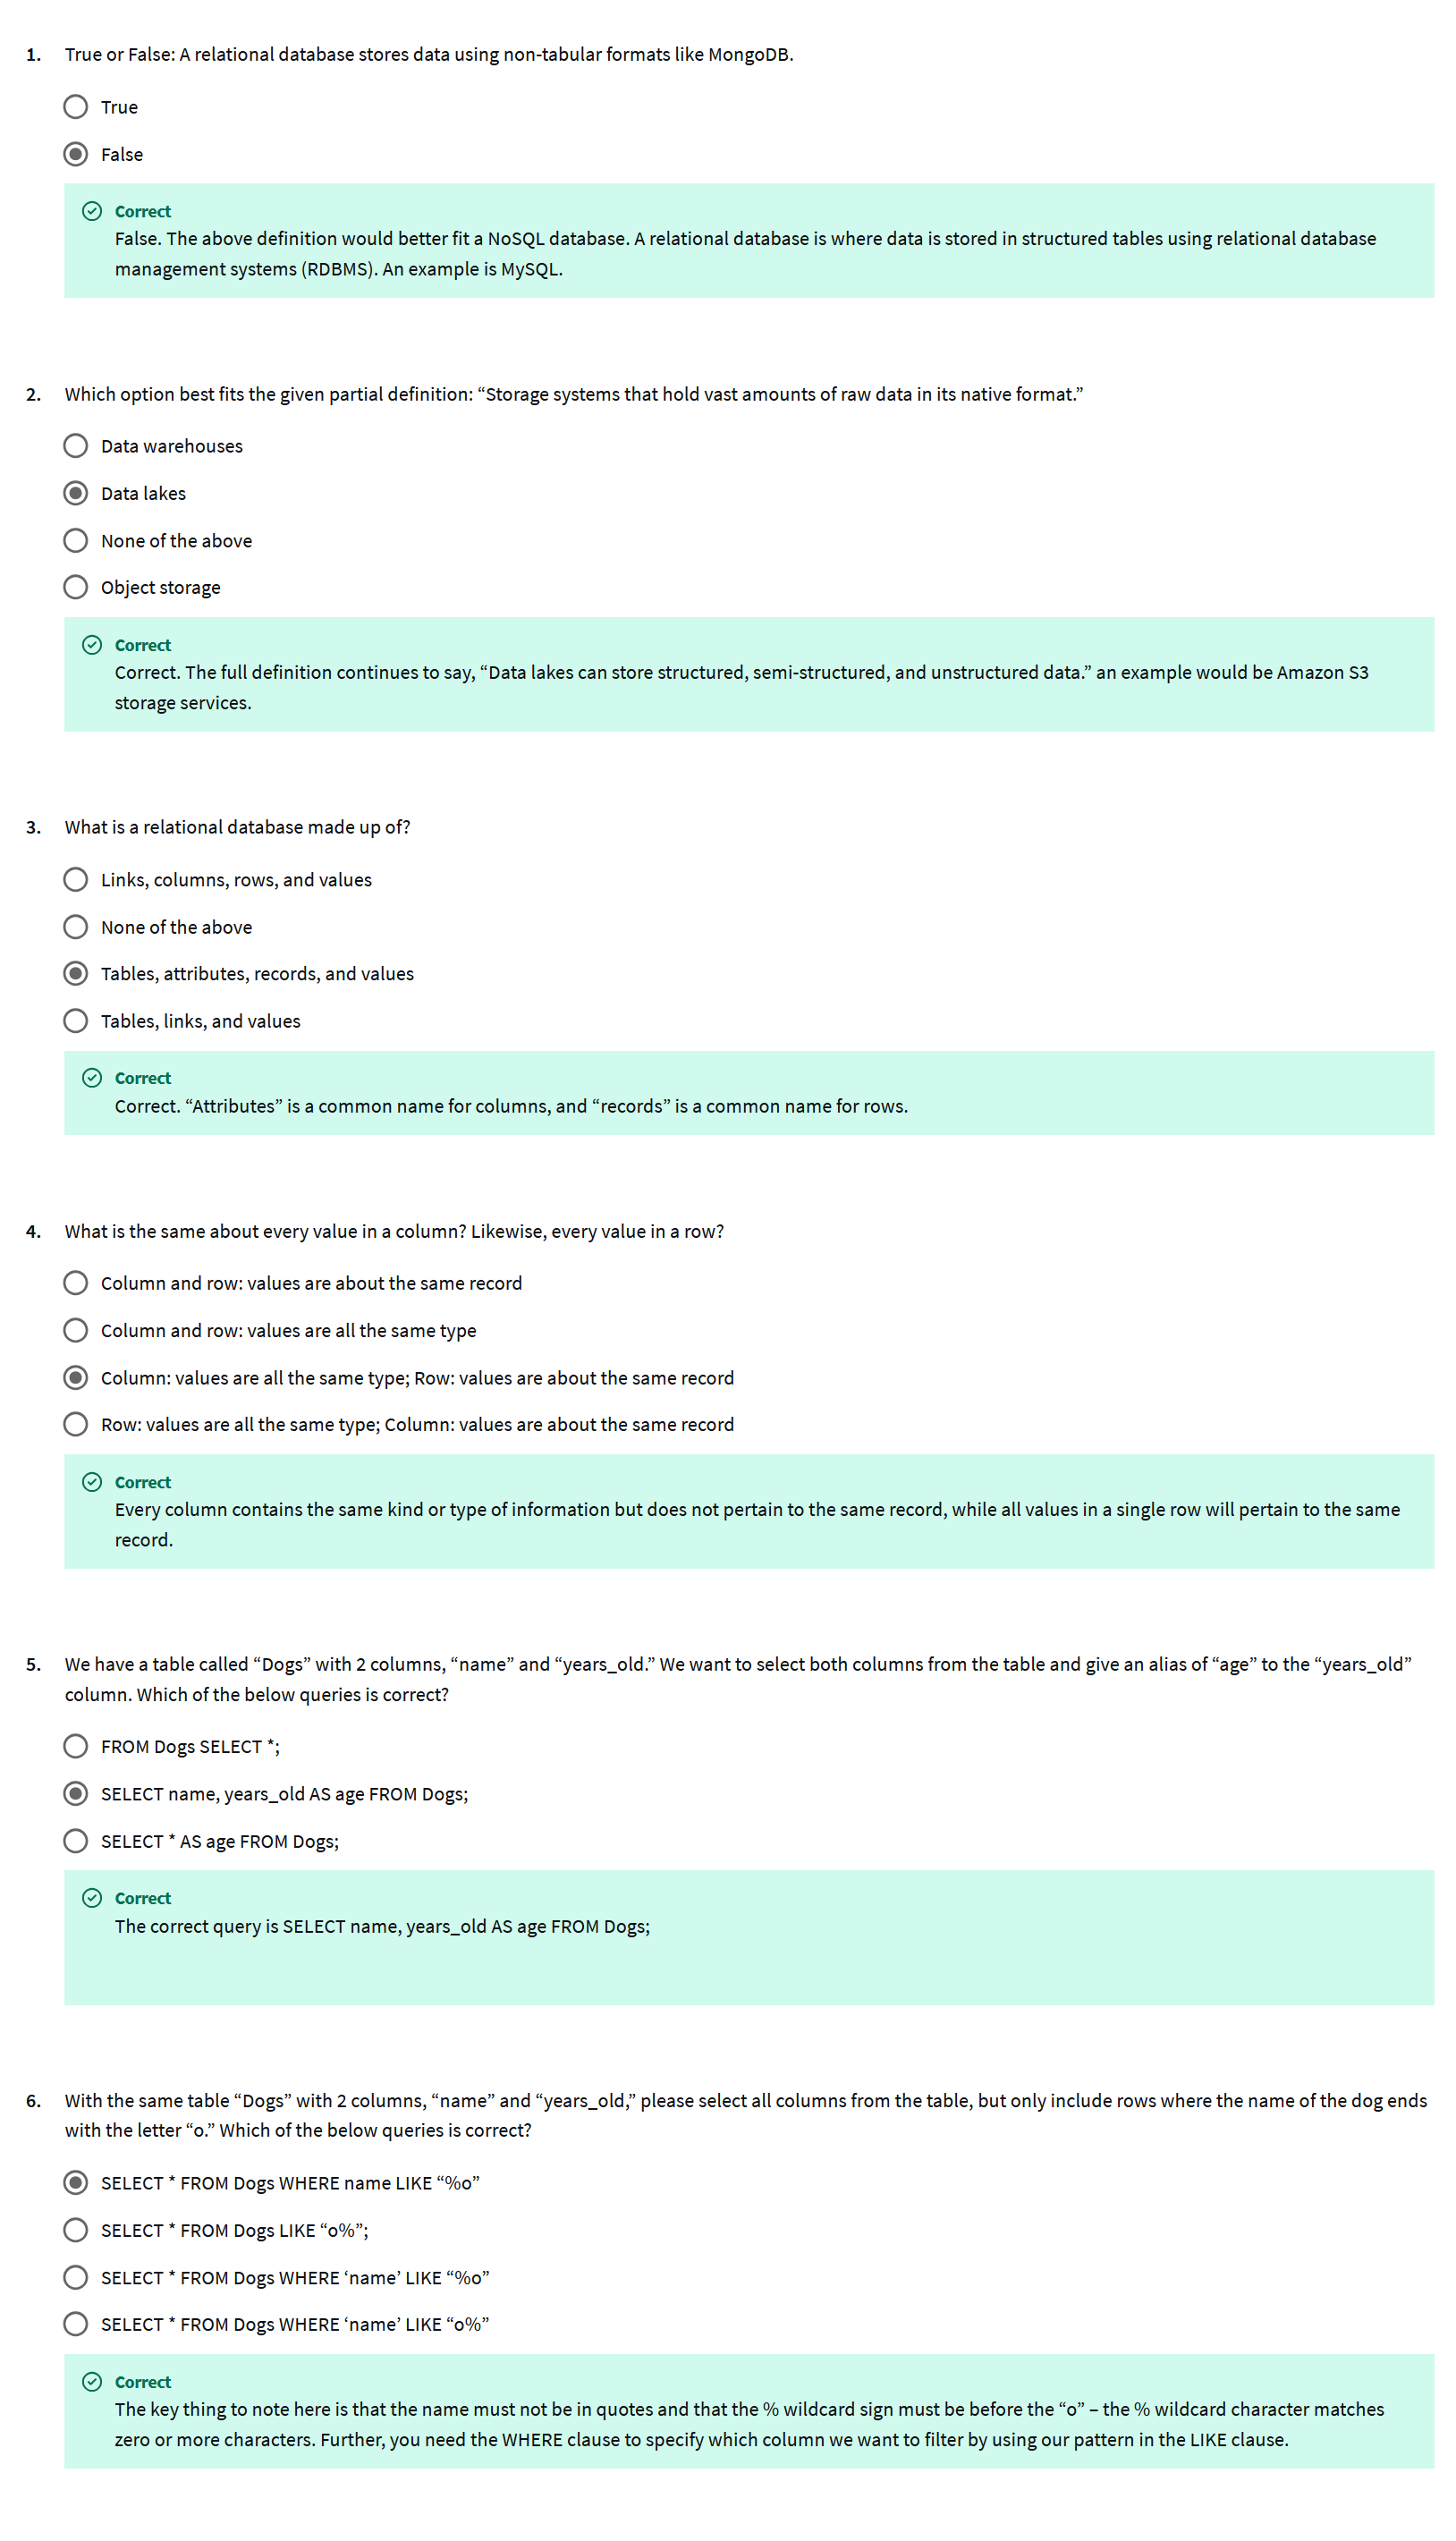 1. True or False: A relational database stores data using non-tabular formats like MongoDB.
True
False
Correct
False. The above definition would better fit a NoSQL database. A relational database is where data is stored in structured tables using relational database
management systems (RDBMS). An example is MySQL.
2. Which option best fits the given partial definition: “Storage systems that hold vast amounts of raw data in its native format.”
Data warehouses
Data lakes
None of the above
Object storage
Correct
Correct. The full definition continues to say, “Data lakes can store structured, semi-structured, and unstructured data.” an example would be Amazon S3
storage services.
3. What is a relational database made up of?
Links, columns, rows, and values
None of the above
Tables, attributes, records, and values
Tables, links, and values
Correct
Correct. “Attributes” is a common name for columns, and “records” is a common name for rows.
4. What is the same about every value in a column? Likewise, every value in a row?
Column and row: values are about the same record
Column and row: values are all the same type
Column: values are all the same type; Row: values are about the same record
Row: values are all the same type; Column: values are about the same record
Correct
Every column contains the same kind or type of information but does not pertain to the same record, while all values in a single row will pertain to the same
record.
5. We have a table called “Dogs” with 2 columns, “name” and “years_old.” We want to select both columns from the table and give an alias of “age” to the “years_old”
column. Which of the below queries is correct?
FROM Dogs SELECT *;
SELECT name, years_old AS age FROM Dogs;
SELECT * AS age FROM Dogs;
Correct
The correct query is SELECT name, years_old AS age FROM Dogs;
6. With the same table “Dogs” with 2 columns, “name” and “years_old,” please select all columns from the table, but only include rows where the name of the dog ends
with the letter “o.” Which of the below queries is correct?
SELECT * FROM Dogs WHERE name LIKE “%o”
SELECT * FROM Dogs LIKE “o%”;
SELECT * FROM Dogs WHERE ‘name’ LIKE “%o”
SELECT * FROM Dogs WHERE ‘name’ LIKE “o%”
Correct
The key thing to note here is that the name must not be in quotes and that the % wildcard sign must be before the “o” – the % wildcard character matches
zero or more characters. Further, you need the WHERE clause to specify which column we want to filter by using our pattern in the LIKE clause.